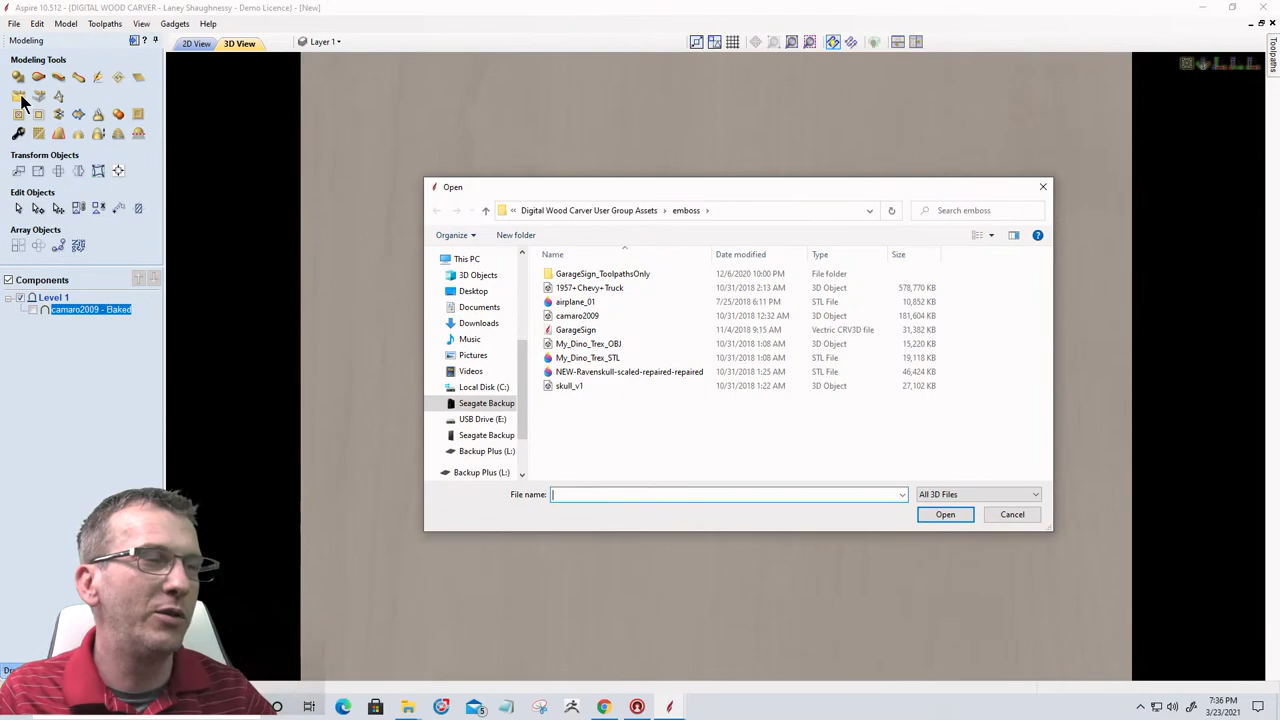 Aspire 10.512 - (DIGITAL WOOD CARVER - Laney Shaughnessy - Demo Licence) - [New]
File Edit Model Toolpaths View Gadgets Help
Modeling ?
2D View 3D View Layer 1
Toolpaths
Modeling Tools
Transform Objects
Edit Objects
Array Objects
Components
Level 1
camaro2009 - Baked
Open
« Digital Wood Carver User Group Assets › emboss › Search emboss
Organize New folder
This PC
3D Objects
Desktop
Documents
Downloads
Music
Pictures
Videos
Local Disk (C:)
Seagate Backup
USB Drive (E:)
Seagate Backup
Backup Plus (L:)
Backup Plus (L:)
Name Date modified Type Size
GarageSign_ToolpathsOnly 12/6/2020 10:00 PM File folder
1957+Chevy+Truck 10/31/2018 2:13 AM 3D Object 578,770 KB
airplane_01 7/25/2018 6:11 PM STL File 10,852 KB
camaro2009 10/31/2018 12:32 AM 3D Object 181,604 KB
GarageSign 11/4/2018 9:15 AM Vectric CRV3D file 31,382 KB
My_Dino_Trex_OBJ 10/31/2018 1:08 AM 3D Object 15,220 KB
My_Dino_Trex_STL 10/31/2018 1:08 AM STL File 19,118 KB
NEW-Ravenskull-scaled-repaired-repaired 10/31/2018 1:25 AM STL File 46,424 KB
skull_v1 10/31/2018 1:22 AM 3D Object 27,102 KB
File name: All 3D Files
Open Cancel
5
7:36 PM
3/23/2021